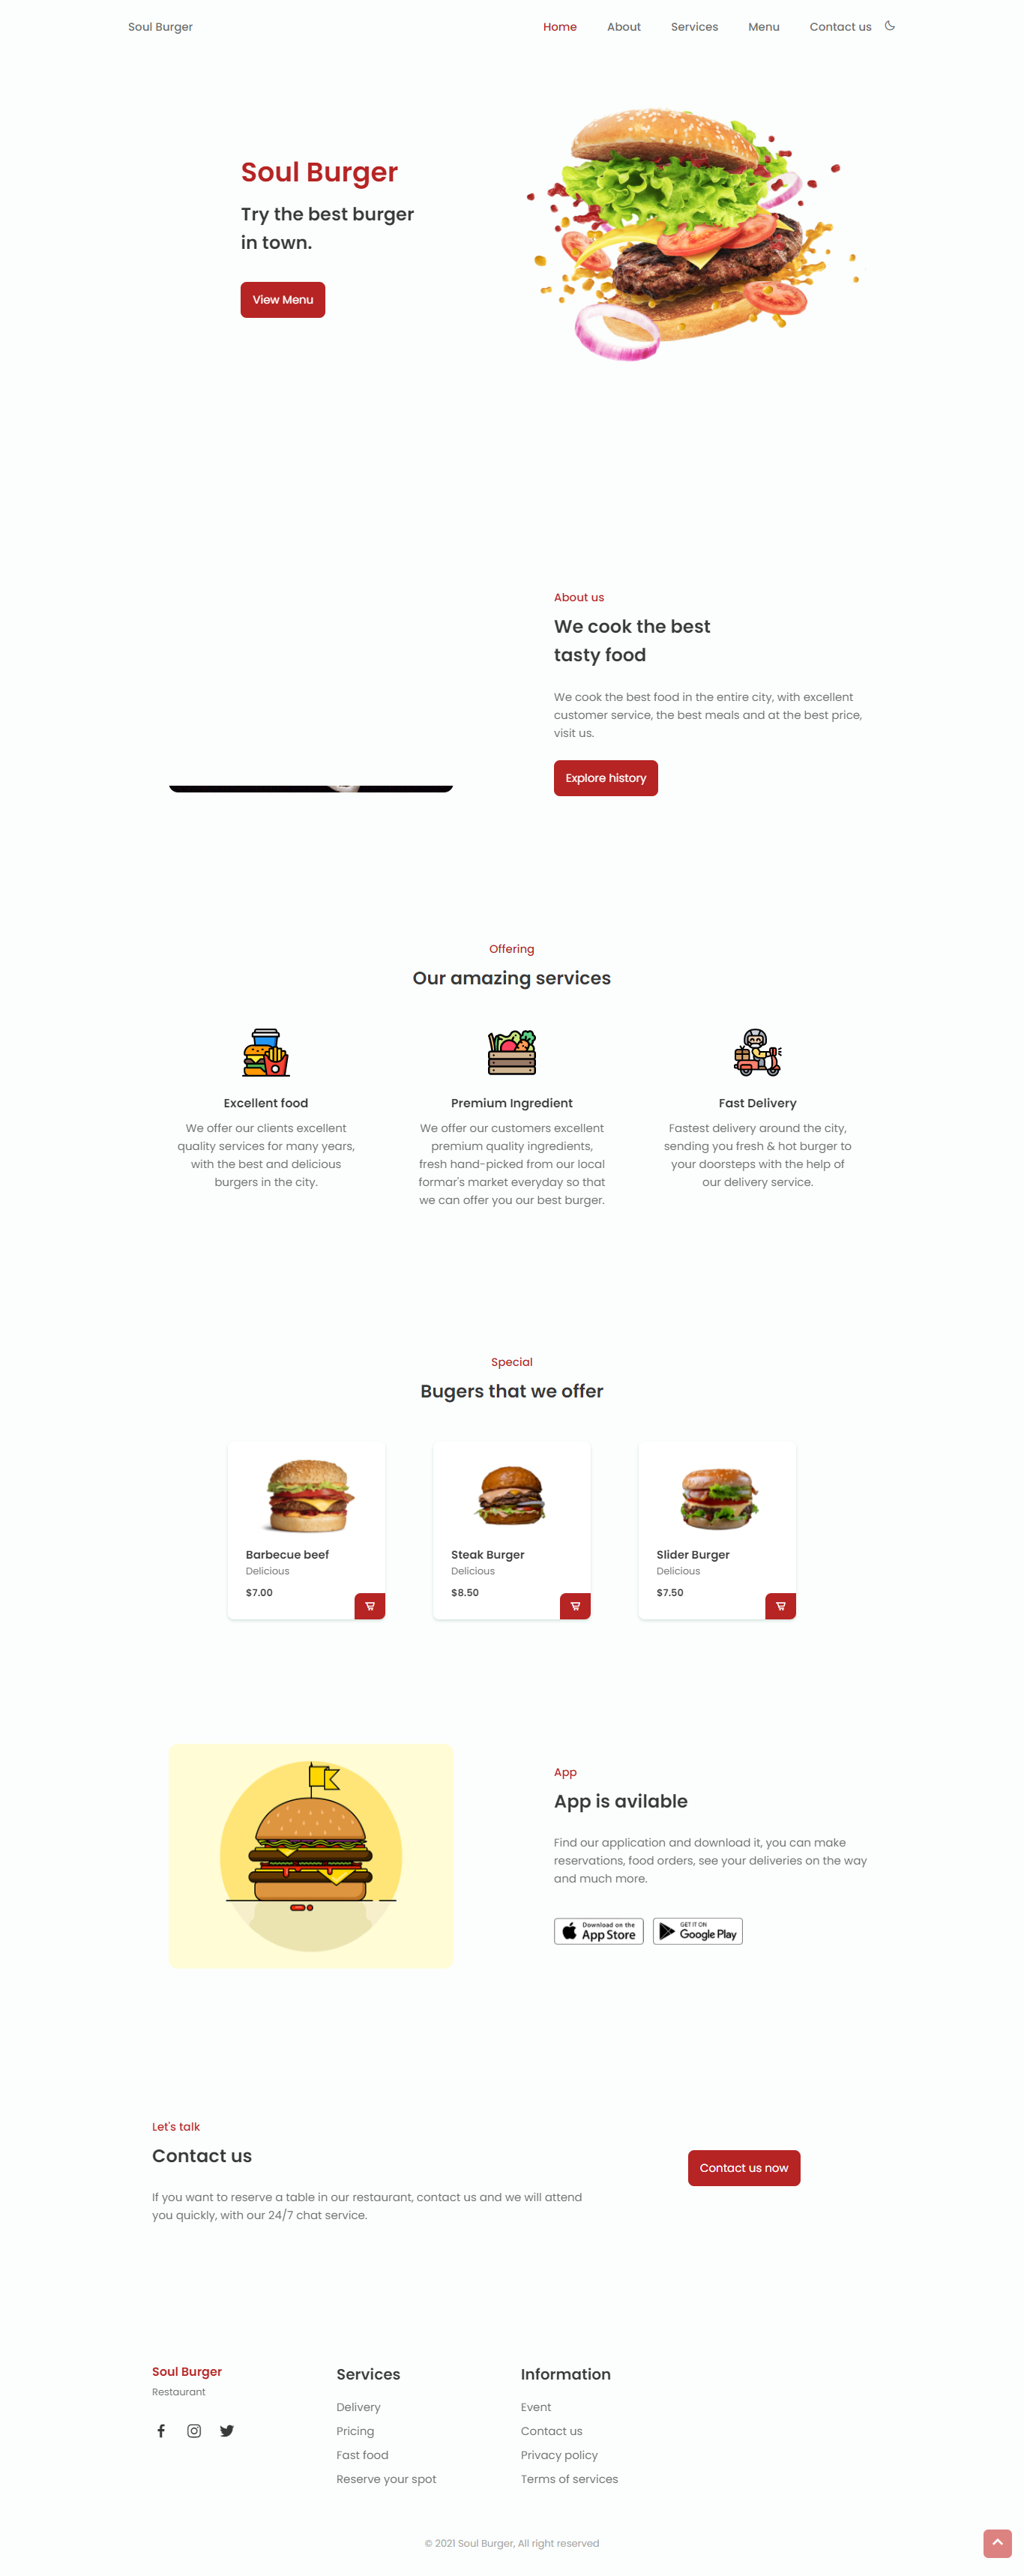 Soul Burger
Home
About
Services
Menu
Contact us
Soul Burger
Try the best burger
in town.
View Menu
About us
We cook the best
tasty food
We cook the best food in the entire city, with excellent
customer service, the best meals and at the best price,
visit us.
Explore history
Offering
Our amazing services
Excellent food
We offer our clients excellent
quality services for many years,
with the best and delicious
burgers in the city.
Premium Ingredient
We offer our customers excellent
premium quality ingredients,
fresh hand-picked from our local
formar's market everyday so that
we can offer you our best burger.
Fast Delivery
Fastest delivery around the city,
sending you fresh & hot burger to
your doorsteps with the help of
our delivery service.
Special
Bugers that we offer
Barbecue beef
Delicious
$7.00
Steak Burger
Delicious
$8.50
Slider Burger
Delicious
$7.50
App
App is avilable
Find our application and download it, you can make
reservations, food orders, see your deliveries on the way
and much more.
Download on the
App Store
GET IT ON
Google Play
Let's talk
Contact us
If you want to reserve a table in our restaurant, contact us and we will attend
you quickly, with our 24/7 chat service.
Contact us now
Soul Burger
Restaurant
Services
Delivery
Pricing
Fast food
Reserve your spot
Information
Event
Contact us
Privacy policy
Terms of services
© 2021 Soul Burger, All right reserved